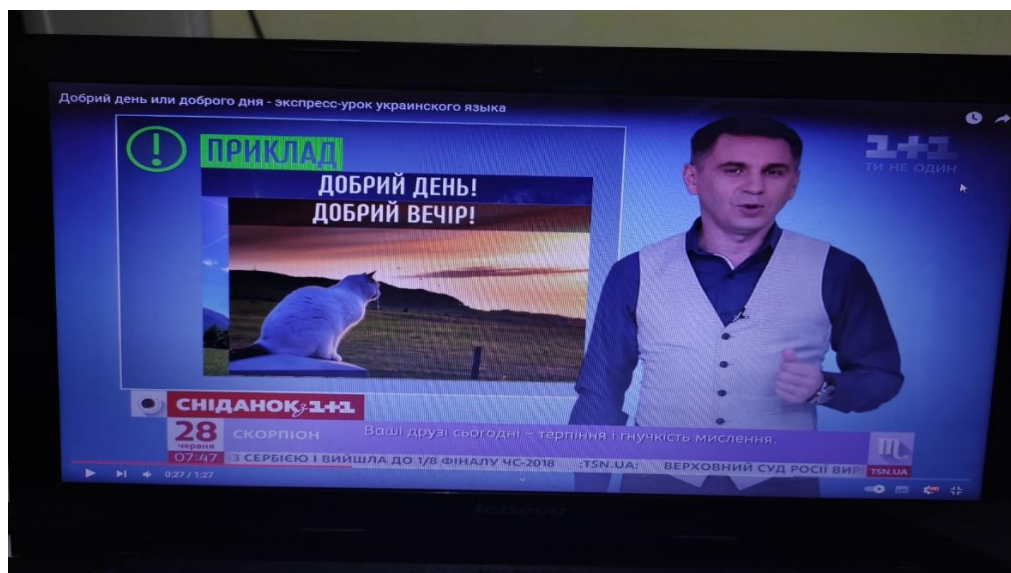 Добрий день или доброго дня - экспресс-урок украинского языка
!
ПРИКЛАД
ДОБРИЙ ДЕНЬ!
ДОБРИЙ ВЕЧІР!
1+1
ТИ НЕ ОДИН
СНІДАНОК з 1+1
28
червня
СКОРПІОН
Ваші друзі сьогодні – терпіння і гнучкість мислення.
07:47
З СЕРБІЄЮ І ВИЙШЛА ДО 1/8 ФІНАЛУ ЧС-2018 :TSN.UA: ВЕРХОВНИЙ СУД РОСІЇ ВИР
TSN.UA
0:27 / 1:27
HD
lenovo